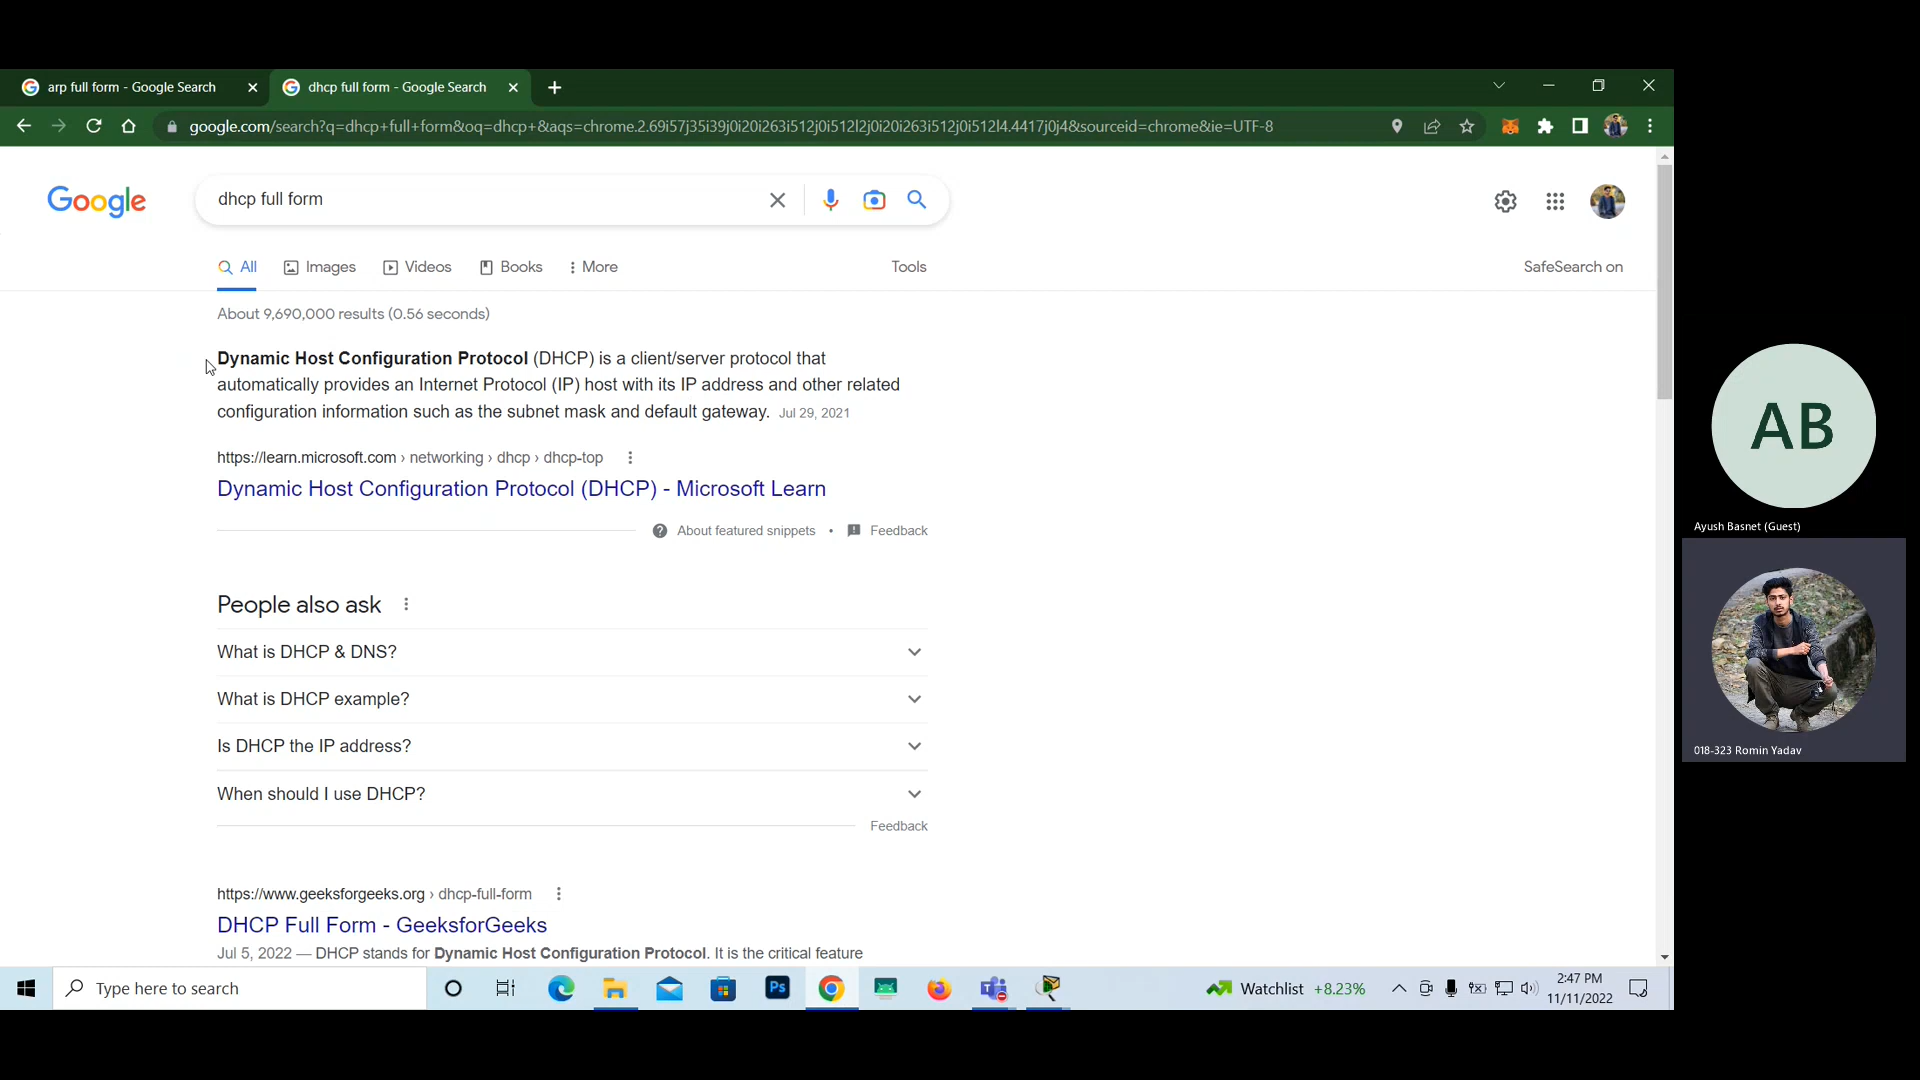 arp full form - Google Search
dhcp full form - Google Search
google.com/search?q=dhcp+full+form&oq=dhcp+&aqs=chrome.2.69i57j35i39j0i20i263i512j0i512l2j0i20i263i512j0i512l4.4417j0j4&sourceid=chrome&ie=UTF-8
Google
dhcp full form
All Images Videos Books More Tools SafeSearch on
About 9,690,000 results (0.56 seconds)
Dynamic Host Configuration Protocol (DHCP) is a client/server protocol that
automatically provides an Internet Protocol (IP) host with its IP address and other related
configuration information such as the subnet mask and default gateway. Jul 29, 2021
https://learn.microsoft.com › networking › dhcp › dhcp-top
Dynamic Host Configuration Protocol (DHCP) - Microsoft Learn
About featured snippets • Feedback
People also ask
What is DHCP & DNS?
What is DHCP example?
Is DHCP the IP address?
When should I use DHCP?
Feedback
https://www.geeksforgeeks.org › dhcp-full-form
DHCP Full Form - GeeksforGeeks
Jul 5, 2022 — DHCP stands for Dynamic Host Configuration Protocol. It is the critical feature
AB
Ayush Basnet (Guest)
018-323 Romin Yadav
Type here to search
Ps
Watchlist +8.23%
2:47 PM
11/11/2022